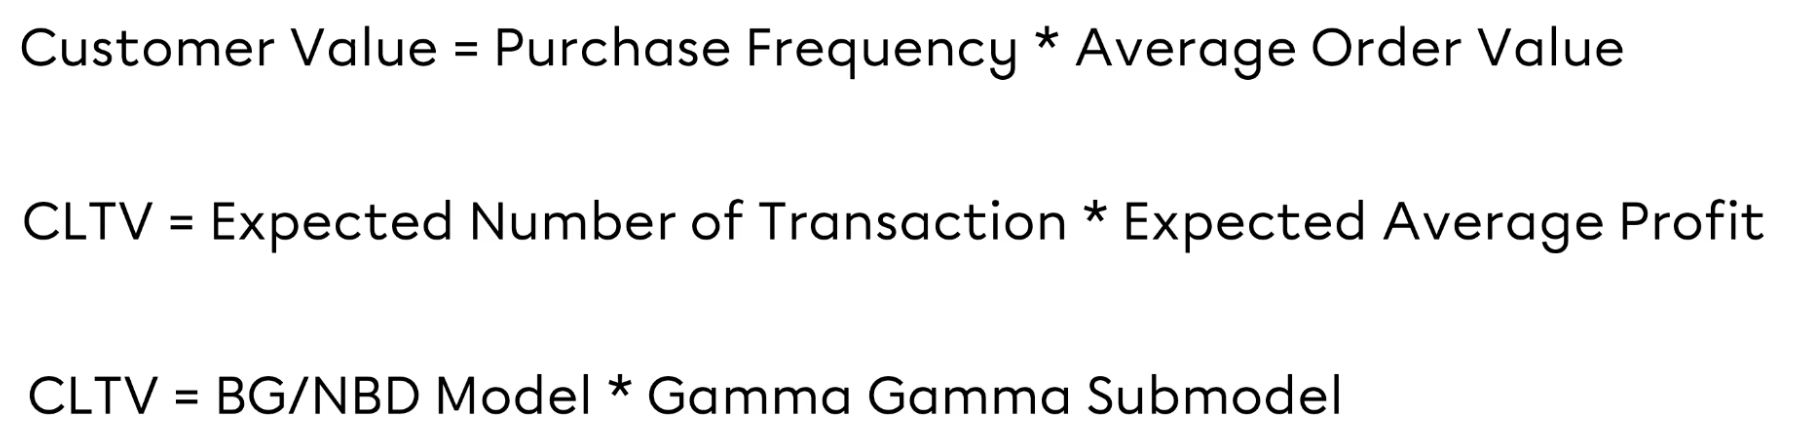 Customer Value = Purchase Frequency * Average Order Value
CLTV = Expected Number of Transaction * Expected Average Profit
CLTV = BG/NBD Model * Gamma Gamma Submodel